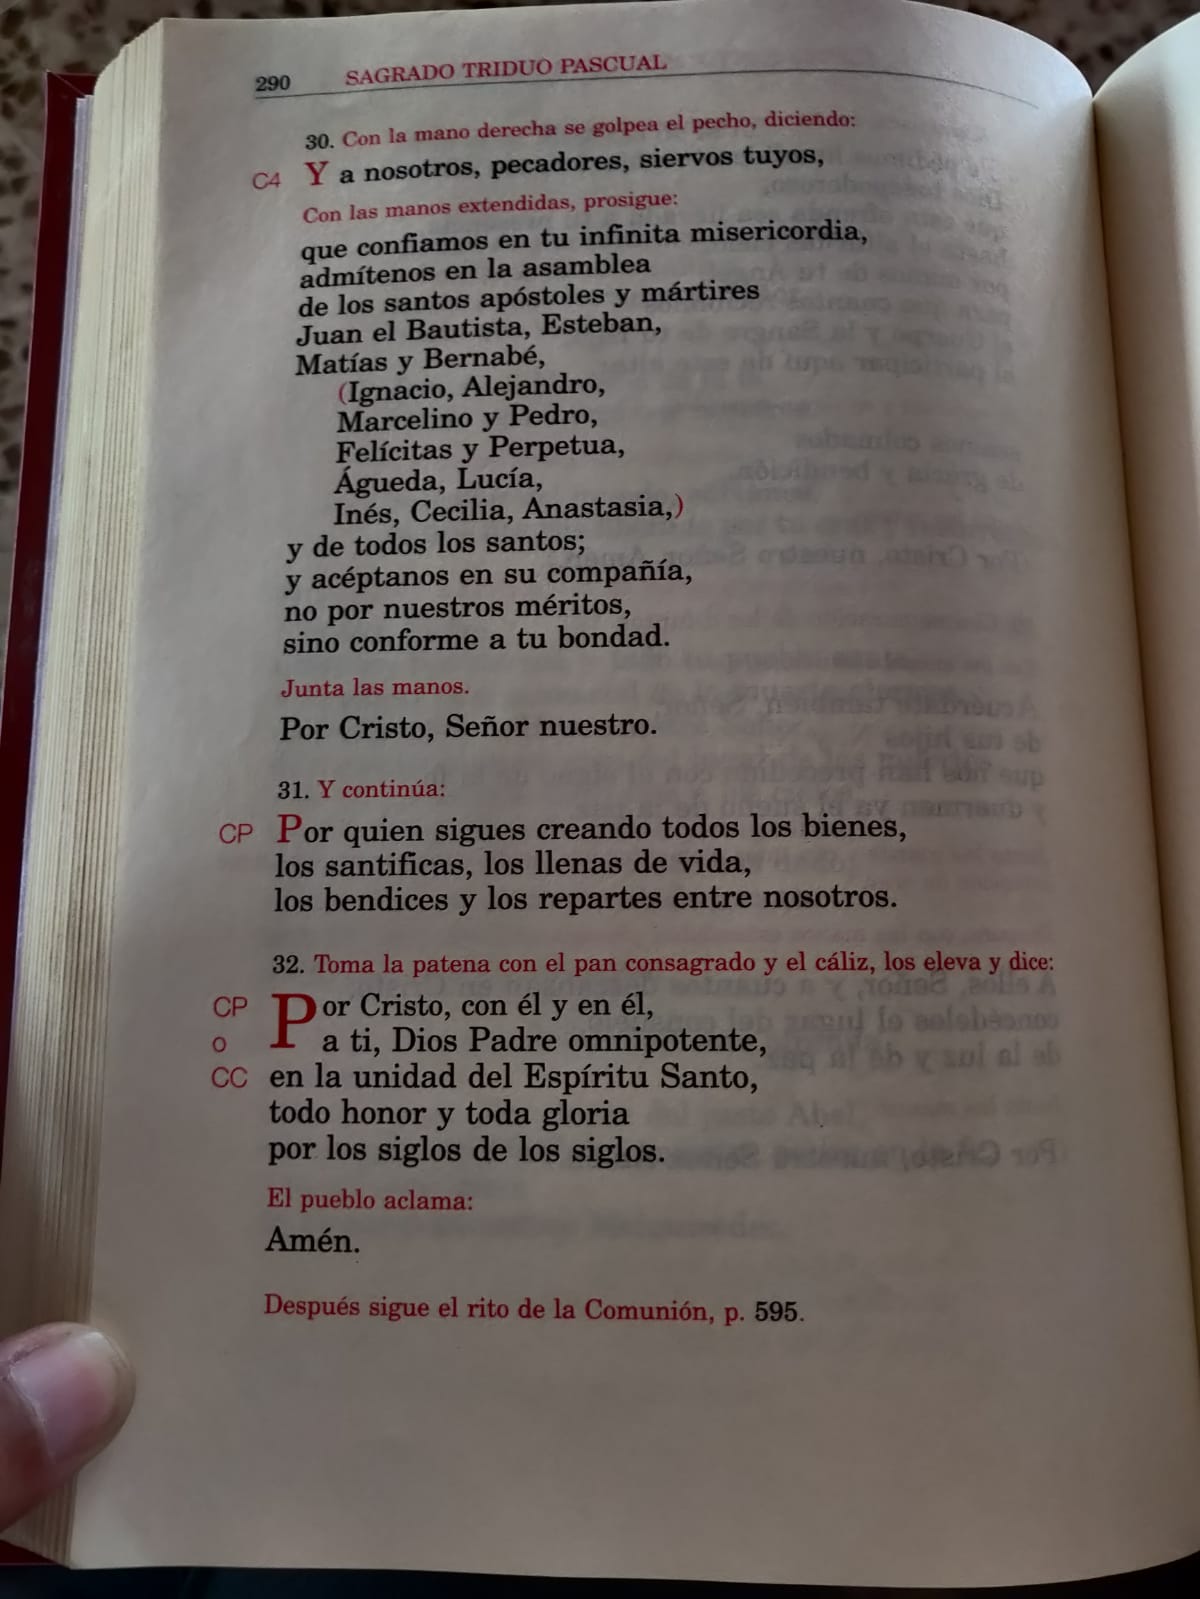 290 SAGRADO TRIDUO PASCUAL
30. Con la mano derecha se golpea el pecho, diciendo:
C4 Y a nosotros, pecadores, siervos tuyos,
Con las manos extendidas, prosigue:
que confiamos en tu infinita misericordia,
admítenos en la asamblea
de los santos apóstoles y mártires
Juan el Bautista, Esteban,
Matías y Bernabé,
(Ignacio, Alejandro,
Marcelino y Pedro,
Felícitas y Perpetua,
Águeda, Lucía,
Inés, Cecilia, Anastasia,)
y de todos los santos;
y acéptanos en su compañía,
no por nuestros méritos,
sino conforme a tu bondad.
Junta las manos.
Por Cristo, Señor nuestro.
31. Y continúa:
CP Por quien sigues creando todos los bienes,
los santificas, los llenas de vida,
los bendices y los repartes entre nosotros.
32. Toma la patena con el pan consagrado y el cáliz, los eleva y dice:
CP Por Cristo, con él y en él,
o a ti, Dios Padre omnipotente,
CC en la unidad del Espíritu Santo,
todo honor y toda gloria
por los siglos de los siglos.
El pueblo aclama:
Amén.
Después sigue el rito de la Comunión, p. 595.